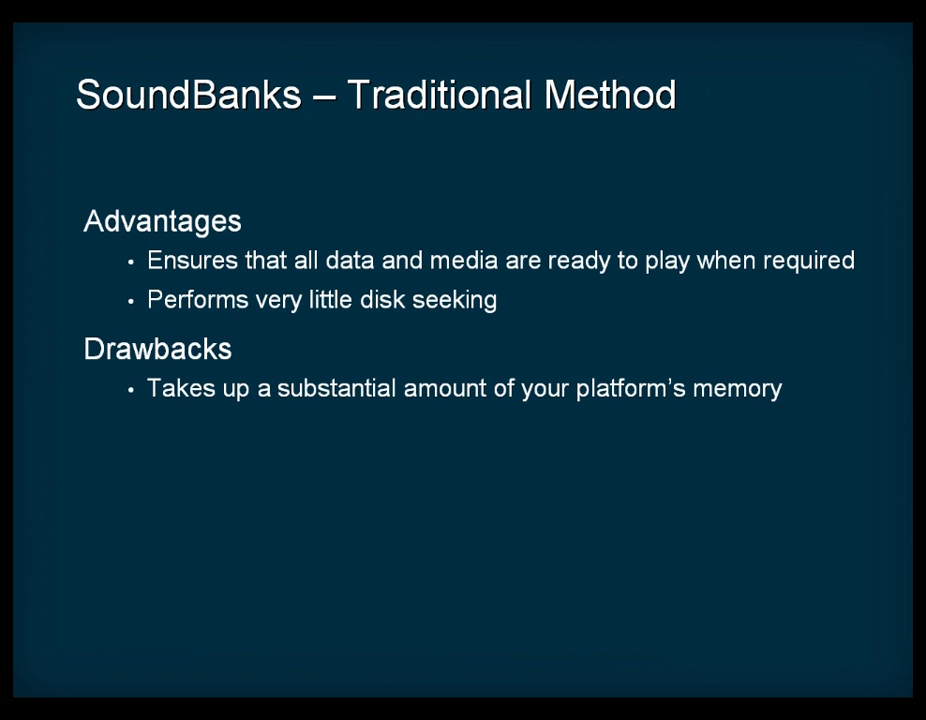 SoundBanks – Traditional Method
Advantages
• Ensures that all data and media are ready to play when required
• Performs very little disk seeking
Drawbacks
• Takes up a substantial amount of your platform's memory